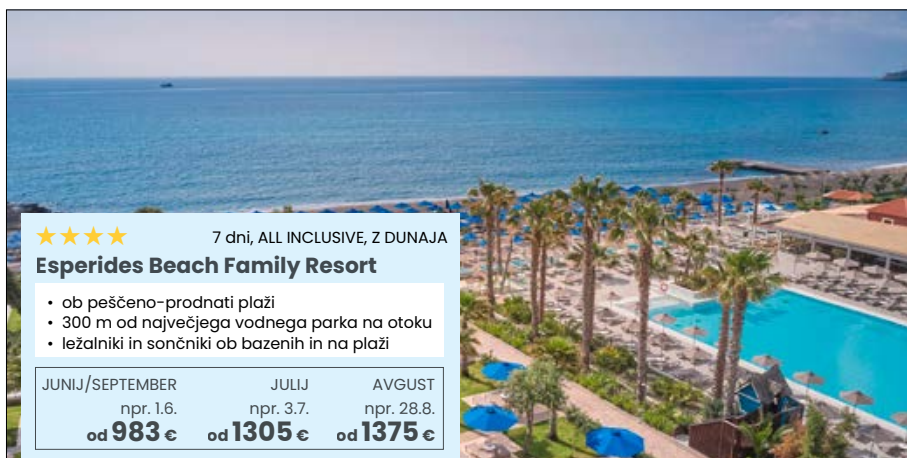 7 dni, ALL INCLUSIVE, Z DUNAJA
Esperides Beach Family Resort
• ob peščeno-prodnati plaži
• 300 m od največjega vodnega parka na otoku
• ležalniki in sončniki ob bazenih in na plaži
JUNIJ/SEPTEMBER JULIJ AVGUST
npr. 1.6. npr. 3.7. npr. 28.8.
od 983 € od 1305 € od 1375 €